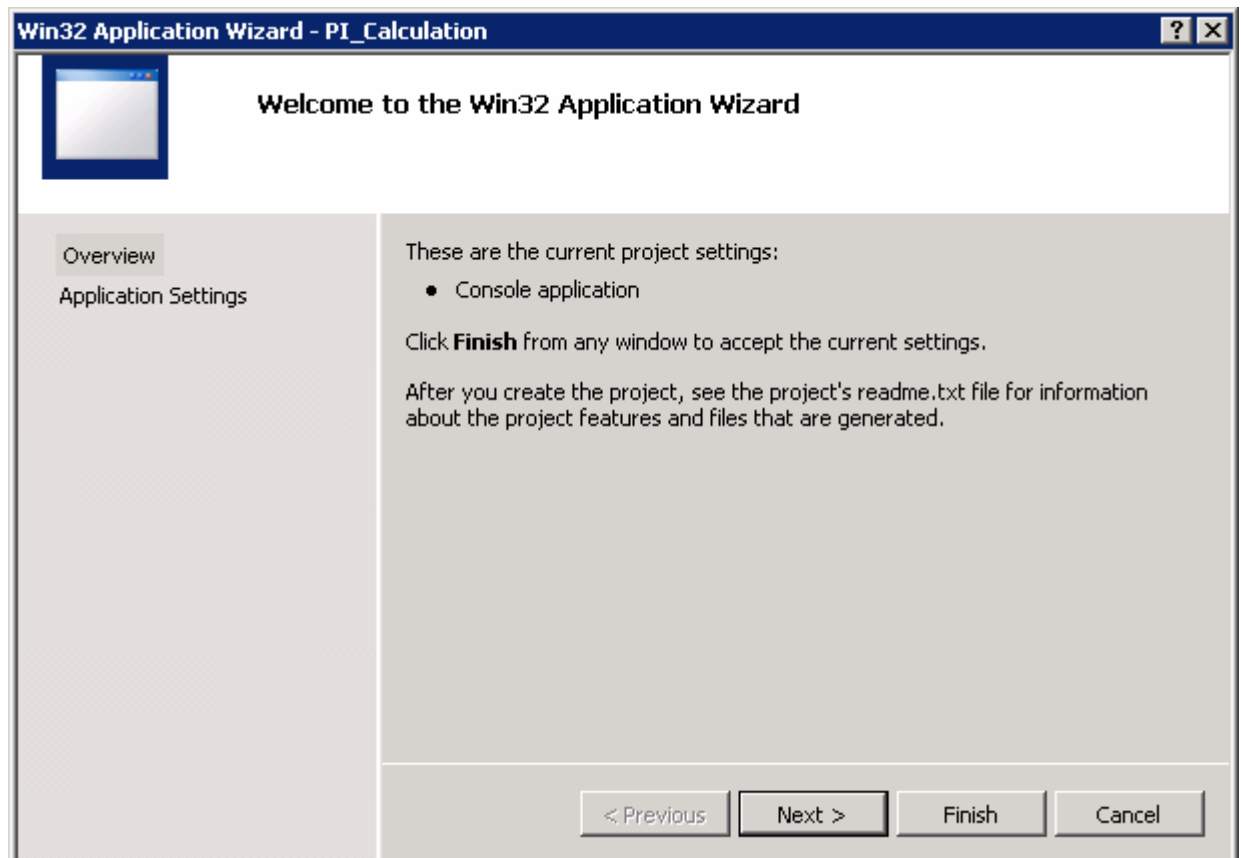 Win32 Application Wizard - PI_Calculation
Welcome to the Win32 Application Wizard
Overview
Application Settings
These are the current project settings:
• Console application
Click Finish from any window to accept the current settings.
After you create the project, see the project's readme.txt file for information
about the project features and files that are generated.
< Previous
Next >
Finish
Cancel